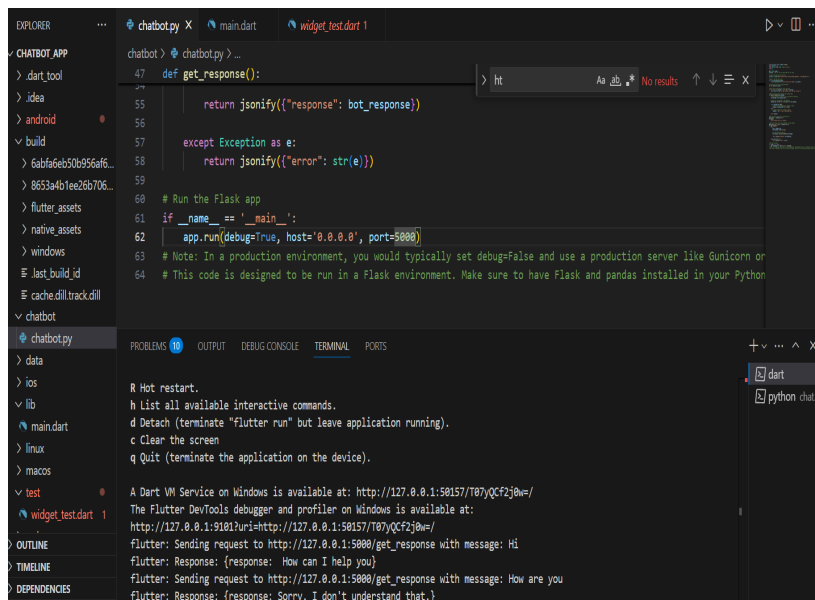 EXPLORER
CHATBOT_APP
.dart_tool
.idea
android
build
6abfa6eb50b956af6...
8653a4b1ee26b706...
flutter_assets
native_assets
windows
.last_build_id
cache.dill.track.dill
chatbot
chatbot.py
data
ios
lib
main.dart
linux
macos
test
widget_test.dart 1
OUTLINE
TIMELINE
DEPENDENCIES
chatbot.py main.dart widget_test.dart 1
chatbot > chatbot.py > ...
47 def get_response():
ht Aa ab .* No results
54
55 return jsonify({"response": bot_response})
56
57 except Exception as e:
58 return jsonify({"error": str(e)})
59
60 # Run the Flask app
61 if __name__ == '__main__':
62 app.run(debug=True, host='0.0.0.0', port=5000)
63 # Note: In a production environment, you would typically set debug=False and use a production server like Gunicorn or
64 # This code is designed to be run in a Flask environment. Make sure to have Flask and pandas installed in your Python
PROBLEMS 10 OUTPUT DEBUG CONSOLE TERMINAL PORTS
dart
python chat
R Hot restart.
h List all available interactive commands.
d Detach (terminate "flutter run" but leave application running).
c Clear the screen
q Quit (terminate the application on the device).
A Dart VM Service on Windows is available at: http://127.0.0.1:50157/T07yQCf2j0w=/
The Flutter DevTools debugger and profiler on Windows is available at:
http://127.0.0.1:9101?uri=http://127.0.0.1:50157/T07yQCf2j0w=/
flutter: Sending request to http://127.0.0.1:5000/get_response with message: Hi
flutter: Response: {response:  How can I help you}
flutter: Sending request to http://127.0.0.1:5000/get_response with message: How are you
flutter: Response: {response: Sorry, I don't understand that.}